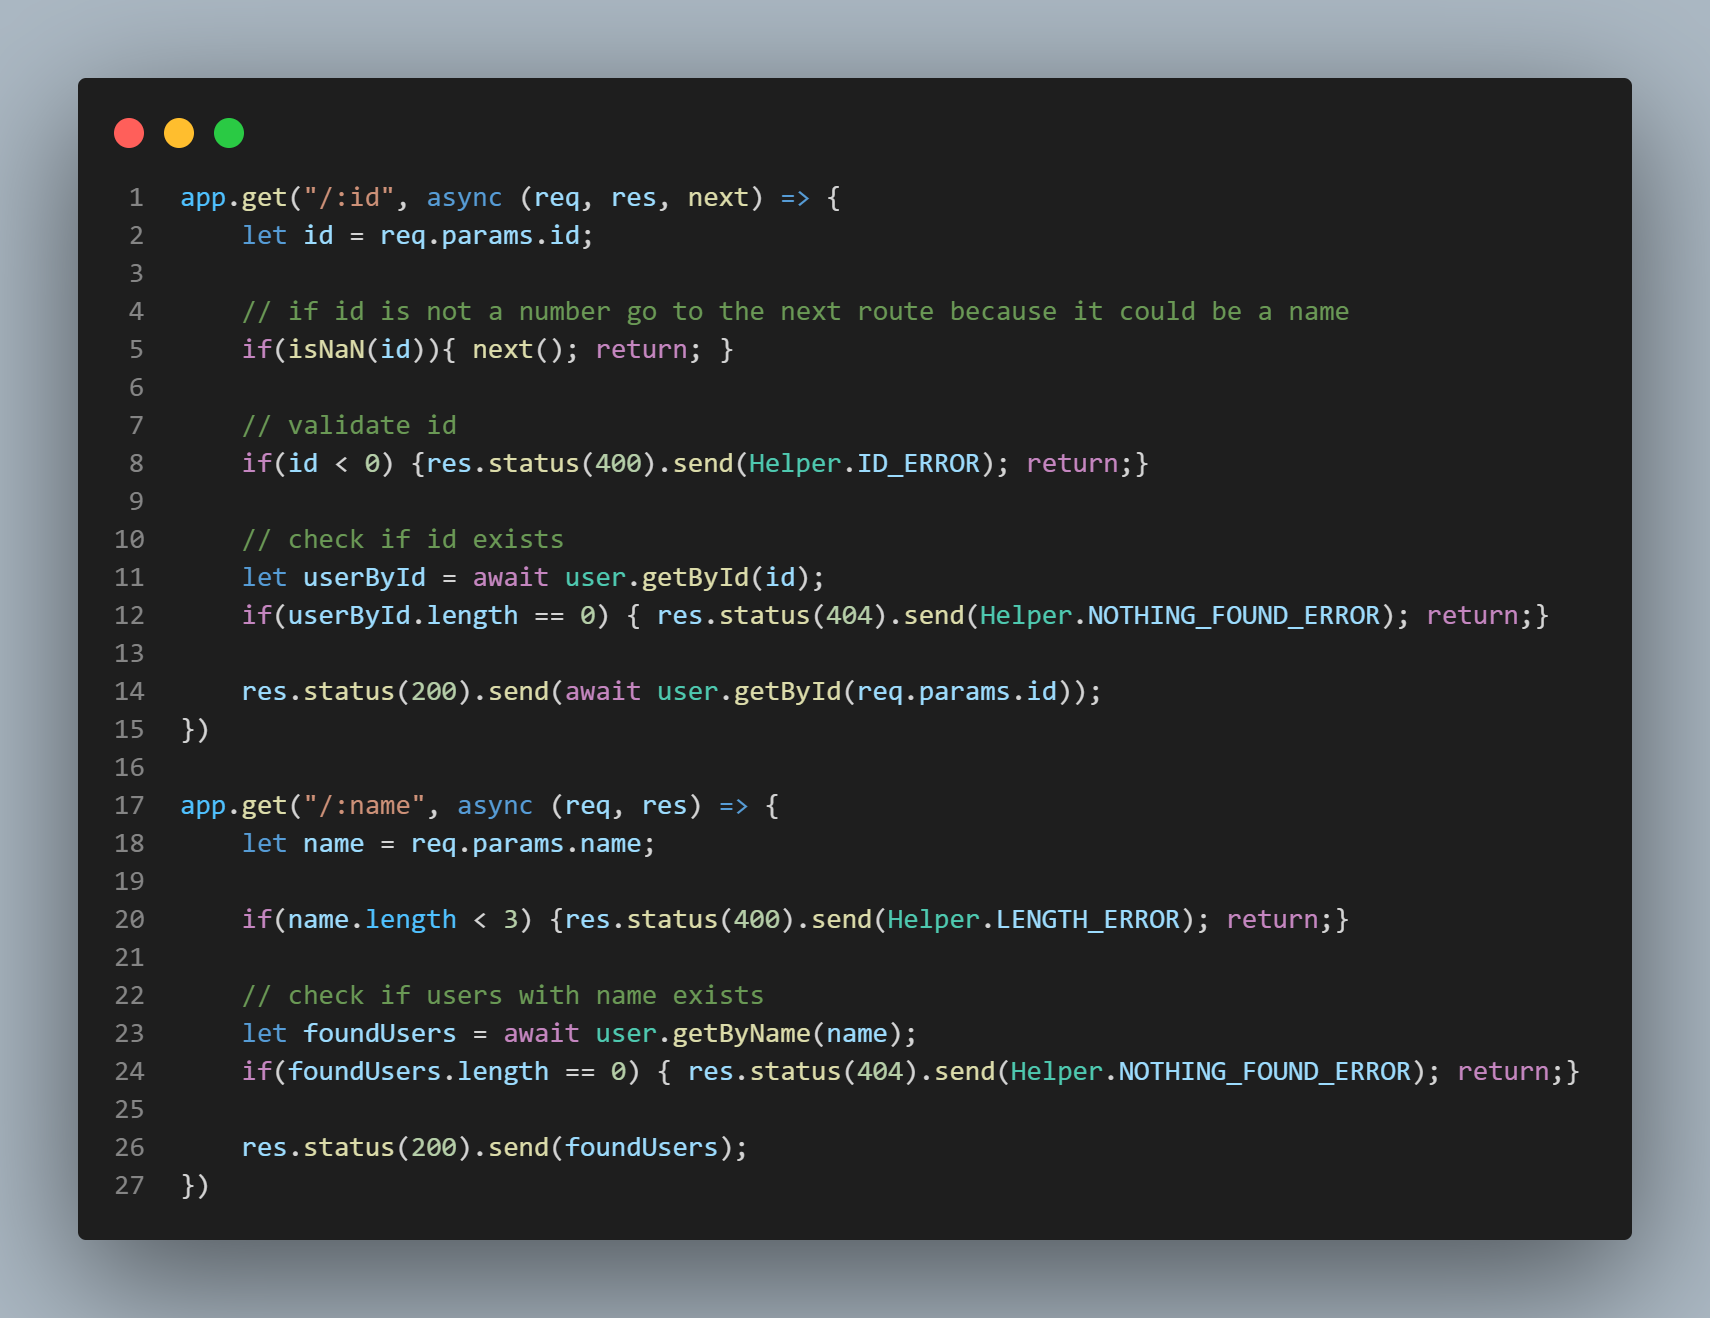 1 app.get("/:id", async (req, res, next) => {
2     let id = req.params.id;
3
4     // if id is not a number go to the next route because it could be a name
5     if(isNaN(id)){ next(); return; }
6
7     // validate id
8     if(id < 0) {res.status(400).send(Helper.ID_ERROR); return;}
9
10     // check if id exists
11     let userById = await user.getById(id);
12     if(userById.length == 0) { res.status(404).send(Helper.NOTHING_FOUND_ERROR); return;}
13
14     res.status(200).send(await user.getById(req.params.id));
15 })
16
17 app.get("/:name", async (req, res) => {
18     let name = req.params.name;
19
20     if(name.length < 3) {res.status(400).send(Helper.LENGTH_ERROR); return;}
21
22     // check if users with name exists
23     let foundUsers = await user.getByName(name);
24     if(foundUsers.length == 0) { res.status(404).send(Helper.NOTHING_FOUND_ERROR); return;}
25
26     res.status(200).send(foundUsers);
27 })